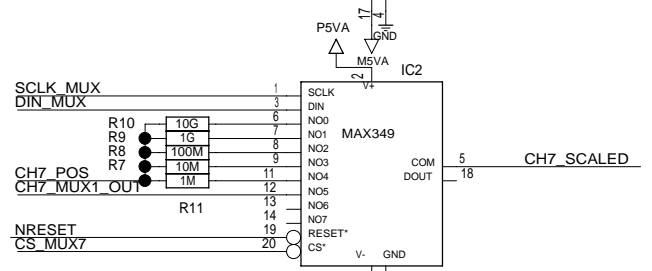 17
4
P5VA
GND
M5VA
IC2
2
V+
SCLK_MUX 1 SCLK
DIN_MUX 3 DIN
R10 10G 6 NO0
R9 1G 7 NO1
R8 100M 8 NO2
MAX349
R7 10M 9 NO3
COM 5 CH7_SCALED
CH7_POS 1M 11 NO4
DOUT 18
CH7_MUX1_OUT 12 NO5
R11 13 NO6
14 NO7
NRESET 19 RESET*
CS_MUX7 20 CS*
V- GND